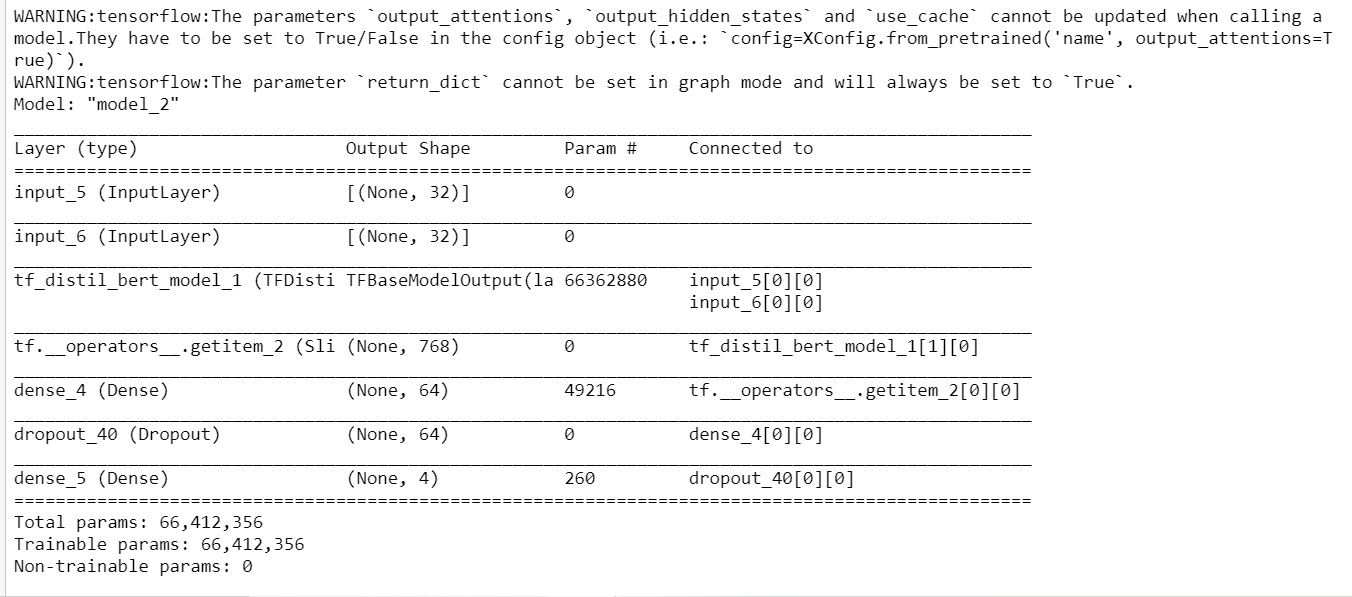 WARNING:tensorflow:The parameters `output_attentions`, `output_hidden_states` and `use_cache` cannot be updated when calling a
model.They have to be set to True/False in the config object (i.e.: `config=XConfig.from_pretrained('name', output_attentions=T
rue)`).
WARNING:tensorflow:The parameter `return_dict` cannot be set in graph mode and will always be set to `True`.
Model: "model_2"
__________________________________________________________________________________________________
Layer (type)                    Output Shape         Param #     Connected to
==================================================================================================
input_5 (InputLayer)            [(None, 32)]         0
__________________________________________________________________________________________________
input_6 (InputLayer)            [(None, 32)]         0
__________________________________________________________________________________________________
tf_distil_bert_model_1 (TFDisti TFBaseModelOutput(la 66362880    input_5[0][0]
                                                                 input_6[0][0]
__________________________________________________________________________________________________
tf.__operators__.getitem_2 (Sli (None, 768)          0           tf_distil_bert_model_1[1][0]
__________________________________________________________________________________________________
dense_4 (Dense)                 (None, 64)           49216       tf.__operators__.getitem_2[0][0]
__________________________________________________________________________________________________
dropout_40 (Dropout)            (None, 64)           0           dense_4[0][0]
__________________________________________________________________________________________________
dense_5 (Dense)                 (None, 4)            260         dropout_40[0][0]
==================================================================================================
Total params: 66,412,356
Trainable params: 66,412,356
Non-trainable params: 0